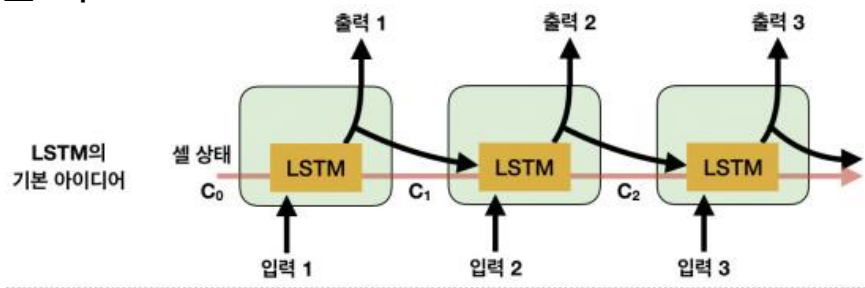 출력 1 출력 2 출력 3
LSTM의
기본 아이디어
셀 상태
LSTM LSTM LSTM
C₀ C₁ C₂
입력 1 입력 2 입력 3